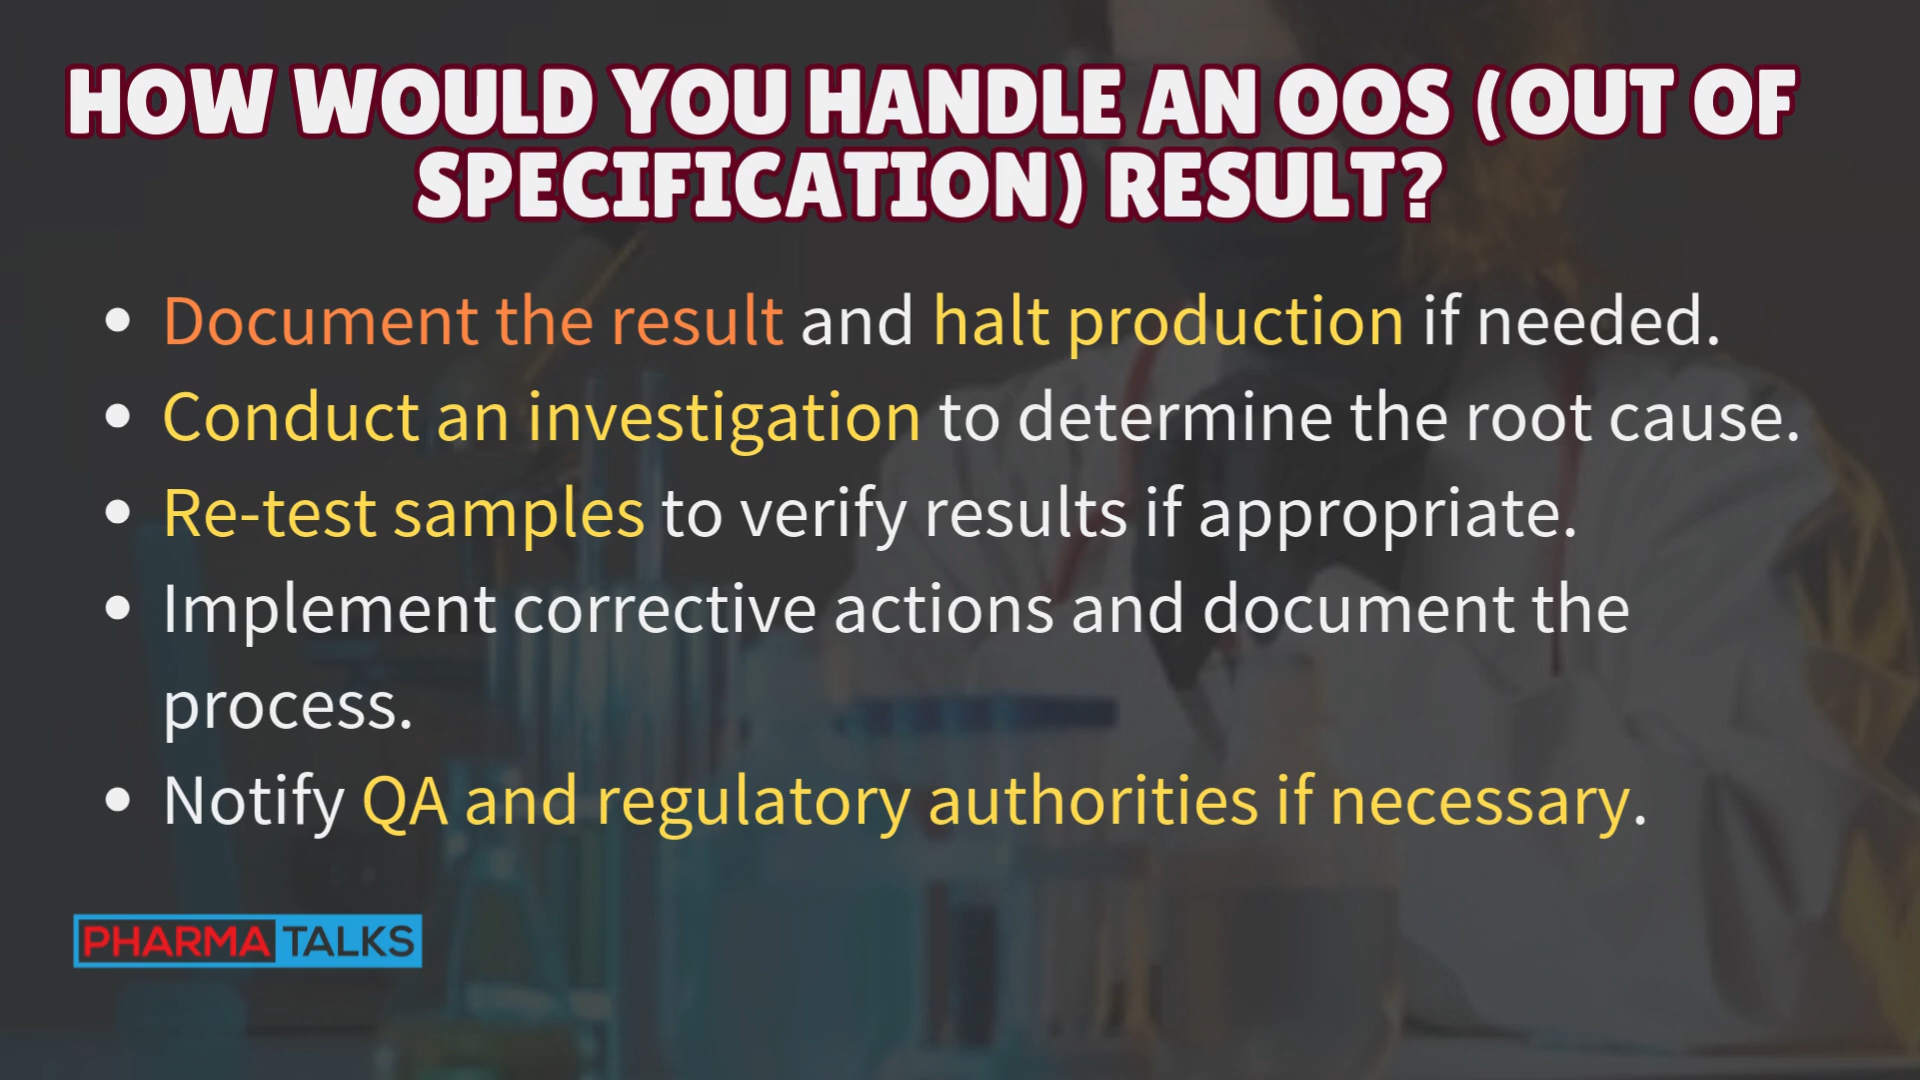 HOW WOULD YOU HANDLE AN OOS (OUT OF
SPECIFICATION) RESULT?
• Document the result and halt production if needed.
• Conduct an investigation to determine the root cause.
• Re-test samples to verify results if appropriate.
• Implement corrective actions and document the
process.
• Notify QA and regulatory authorities if necessary.
PHARMA TALKS